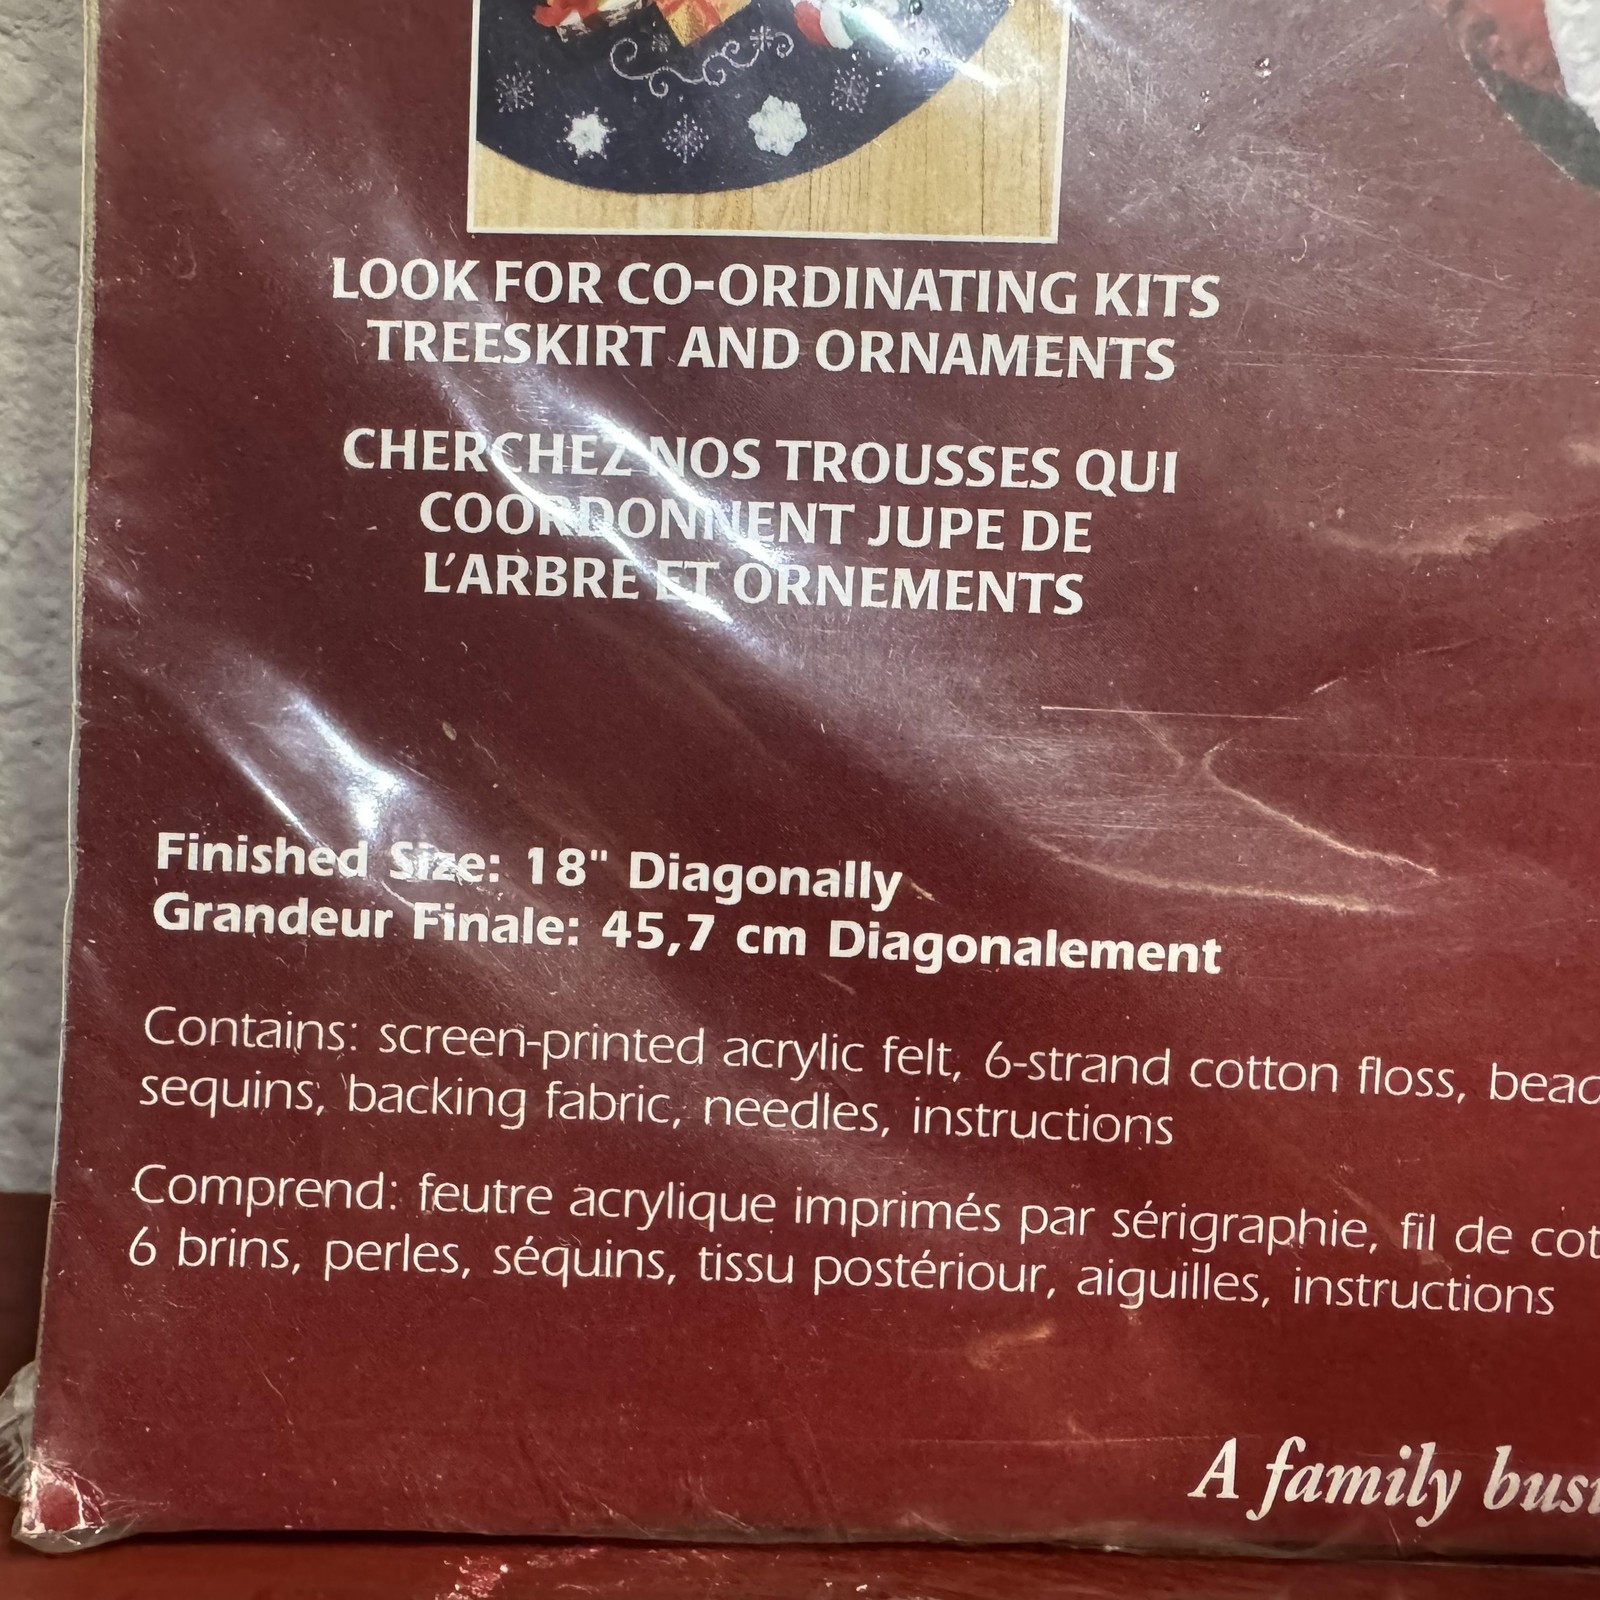 LOOK FOR CO-ORDINATING KITS
TREESKIRT AND ORNAMENTS
CHERCHEZ NOS TROUSSES QUI
COORDONNENT JUPE DE
L'ARBRE ET ORNEMENTS
Finished Size: 18" Diagonally
Grandeur Finale: 45,7 cm Diagonalement
Contains: screen-printed acrylic felt, 6-strand cotton floss, bead
sequins, backing fabric, needles, instructions
Comprend: feutre acrylique imprimés par sérigraphie, fil de cot
6 brins, perles, séquins, tissu postériour, aiguilles, instructions
A family busi